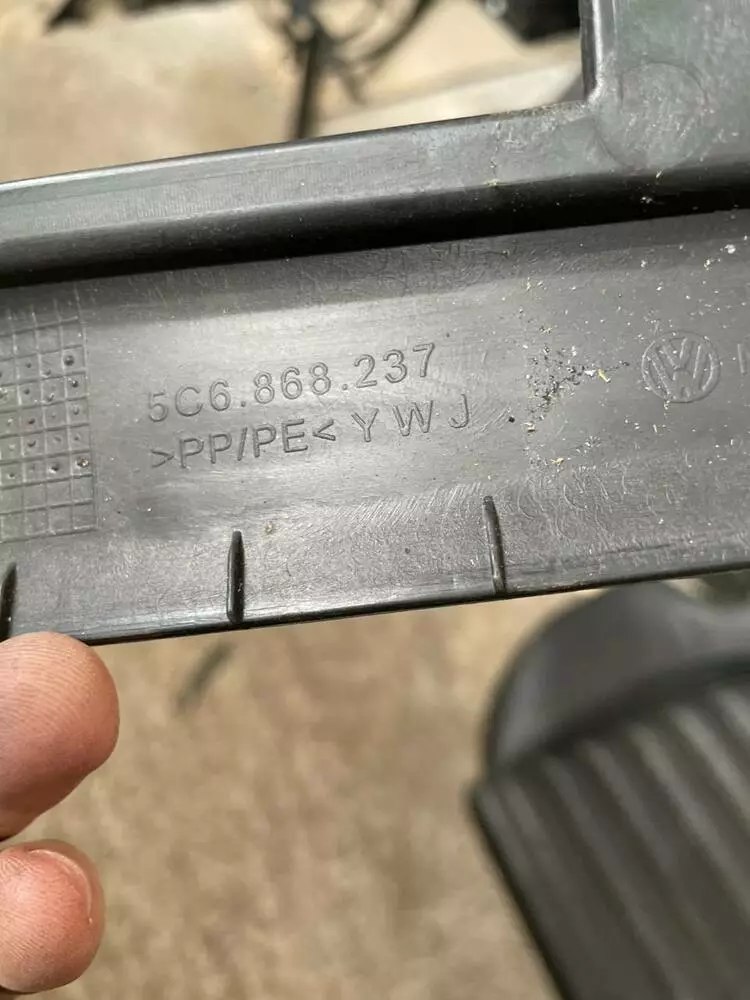 5C6.868.237
>PP/PE< Y W J